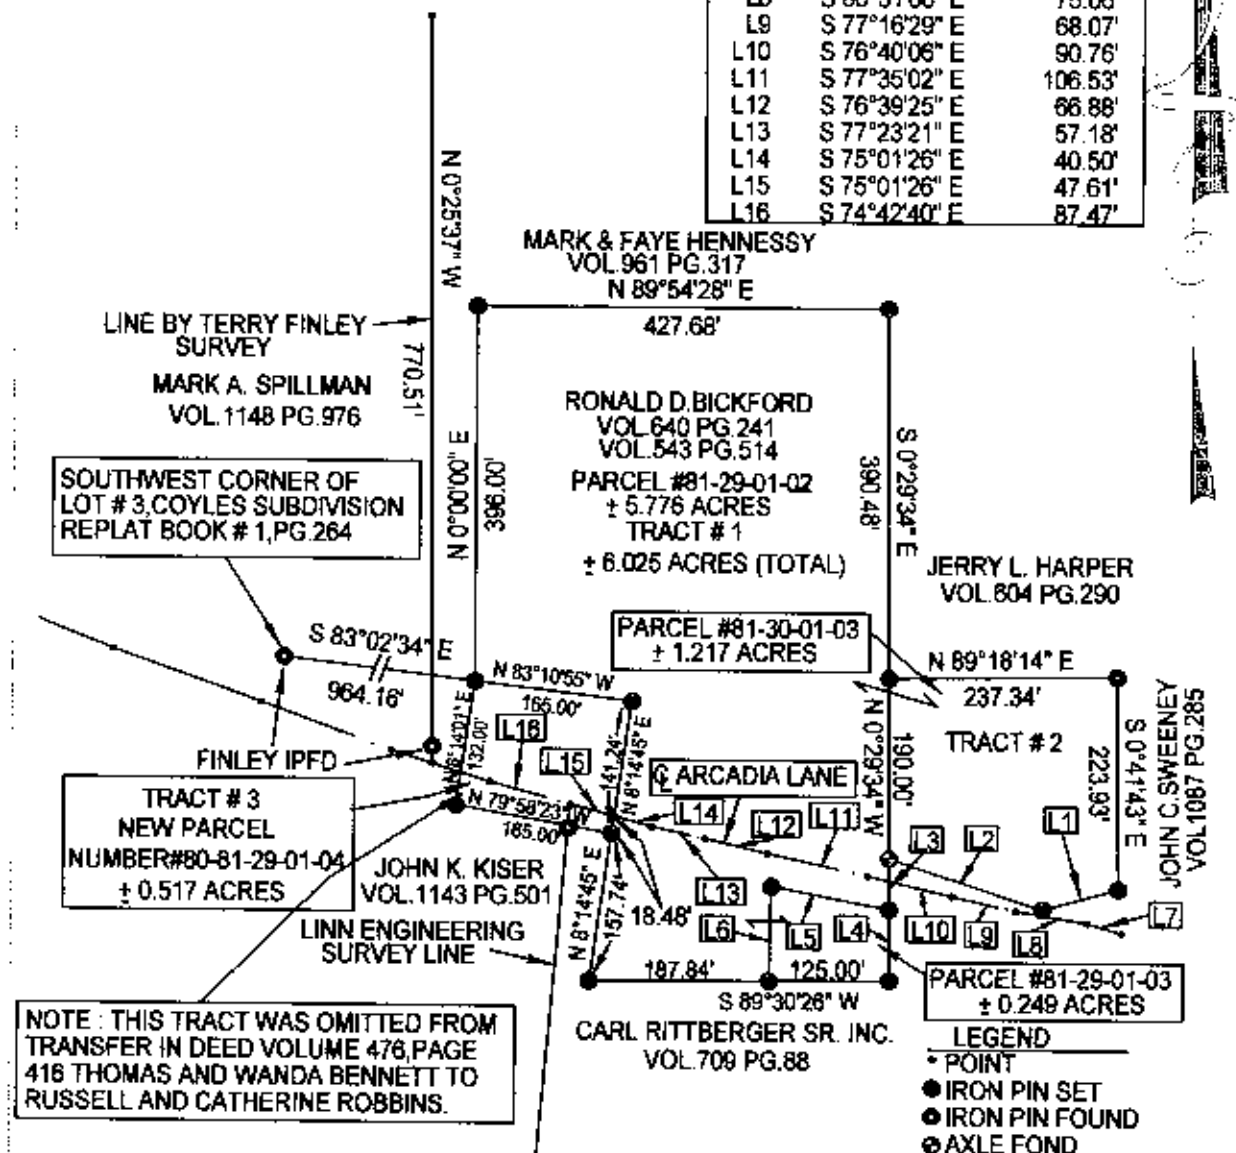 L9 S 77°16'29" E 68.07'
L10 S 76°40'06" E 90.76'
L11 S 77°35'02" E 106.53'
L12 S 76°39'25" E 66.88'
L13 S 77°23'21" E 57.18'
L14 S 75°01'26" E 40.50'
L15 S 75°01'26" E 47.61'
L16 S 74°42'40" E 87.47'
N 0°25'37" W
770.51'
MARK & FAYE HENNESSY
VOL.961 PG.317
N 89°54'28" E
427.68'
LINE BY TERRY FINLEY
SURVEY
MARK A. SPILLMAN
VOL.1148 PG.976
RONALD D.BICKFORD
VOL.640 PG.241
VOL.543 PG.514
PARCEL #81-29-01-02
± 5.776 ACRES
TRACT # 1
± 6.025 ACRES (TOTAL)
N 0°00'00" E
396.00'
S 0°29'34" E
390.48'
SOUTHWEST CORNER OF
LOT # 3,COYLES SUBDIVISION
REPLAT BOOK # 1,PG.264
JERRY L. HARPER
VOL.604 PG.290
PARCEL #81-30-01-03
± 1.217 ACRES
S 83°02'34" E
964.16'
N 83°10'55" W
165.00'
N 89°18'14" E
237.34'
TRACT # 2
S 0°41'43" E
223.93'
JOHN C.SWEENEY
VOL1087 PG.285
FINLEY IPFD
132.00'
L16
L15
141.24'
N 8°14'45" E
℄ ARCADIA LANE
N 0°29'34" W
190.00'
TRACT # 3
NEW PARCEL
NUMBER#80-81-29-01-04
± 0.517 ACRES
N 79°58'23" W
165.00'
L14
L12
L11
L3
L2
L1
JOHN K. KISER
VOL.1143 PG.501
LINN ENGINEERING
SURVEY LINE
N 8°14'45" E
157.74'
18.48'
L13
L6
L5
L4
L10
L9
L8
L7
187.84'
125.00'
S 89°30'26" W
PARCEL #81-29-01-03
± 0.249 ACRES
CARL RITTBERGER SR. INC.
VOL.709 PG.88
NOTE : THIS TRACT WAS OMITTED FROM
TRANSFER IN DEED VOLUME 476,PAGE
416 THOMAS AND WANDA BENNETT TO
RUSSELL AND CATHERINE ROBBINS.
LEGEND
POINT
IRON PIN SET
IRON PIN FOUND
AXLE FOND